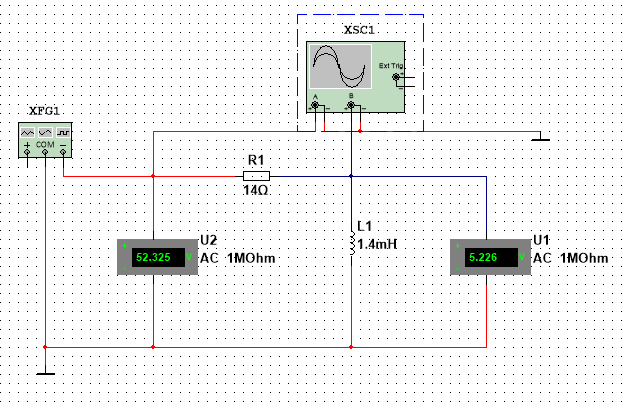 XSC1
Ext Trig
+
-
A
B
+ - + -
XFG1
+ COM -
R1
14Ω
L1
1.4mH
U2
+
52.325 V
-
AC 1MOhm
U1
+
5.226 V
-
AC 1MOhm